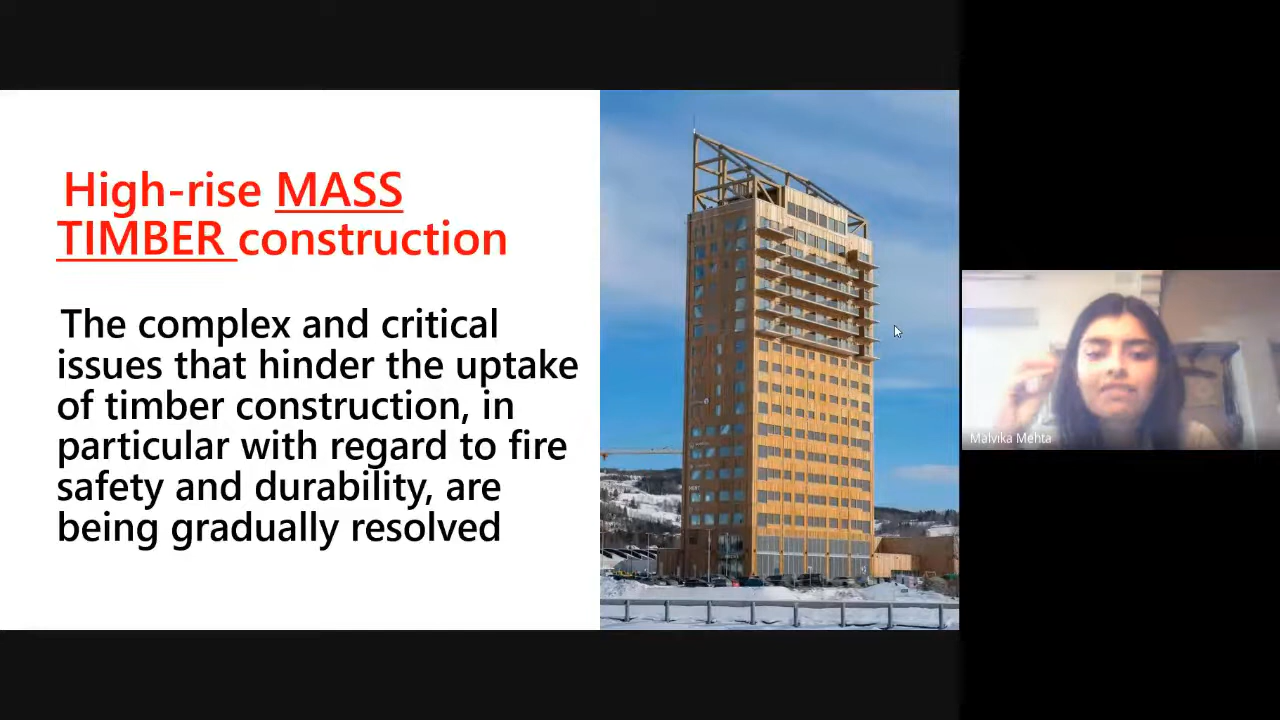 High-rise MASS
TIMBER construction
The complex and critical
issues that hinder the uptake
of timber construction, in
particular with regard to fire
safety and durability, are
being gradually resolved
Malvika Mehta